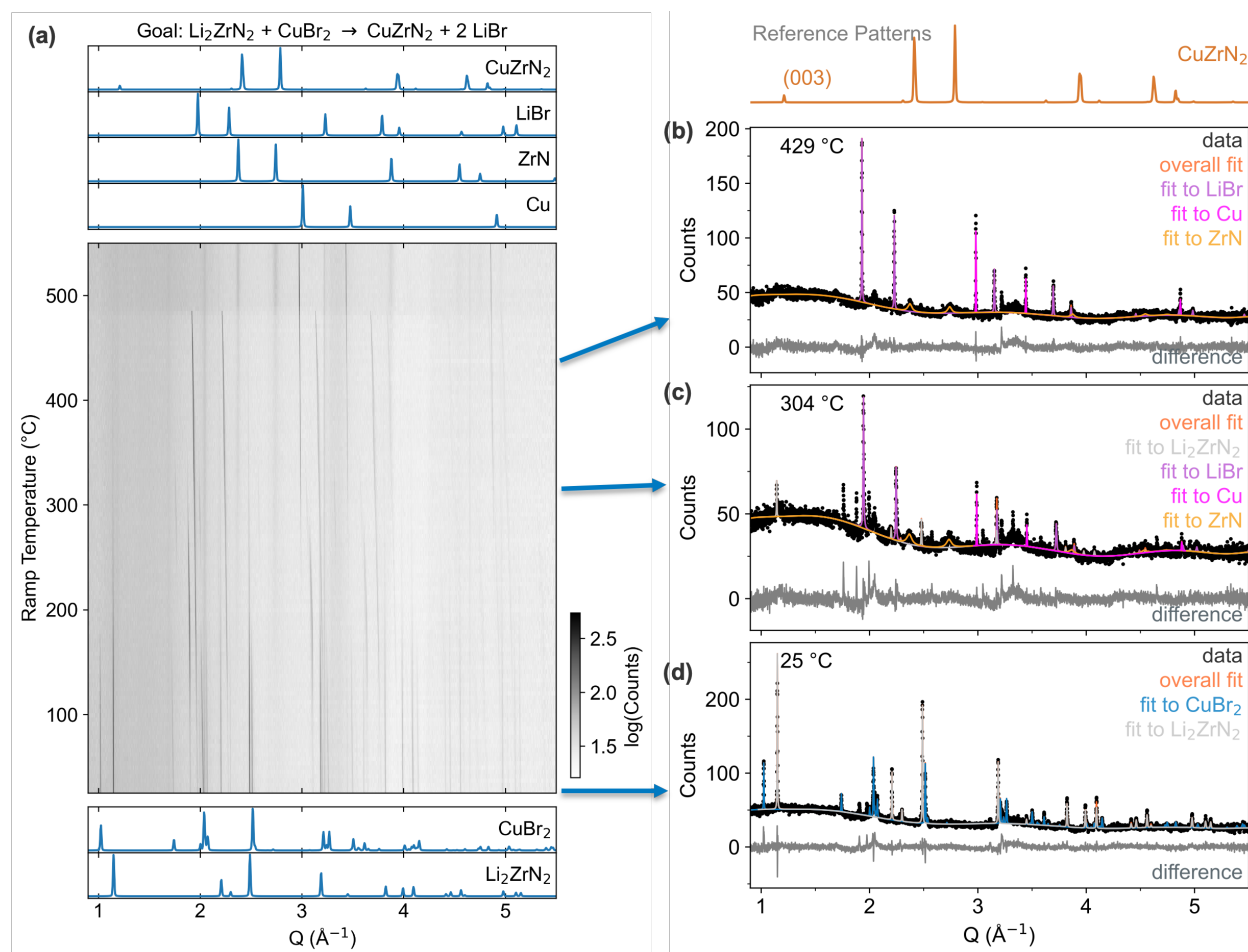 (a)
Goal: Li₂ZrN₂ + CuBr₂ → CuZrN₂ + 2 LiBr
CuZrN₂
LiBr
ZrN
Cu
Ramp Temperature (°C)
500
400
300
200
100
2.5
2.0
1.5
log(Counts)
CuBr₂
Li₂ZrN₂
1 2 3 4 5
Q (Å⁻¹)
Reference Patterns
CuZrN₂
(003)
(b)
429 °C
data
overall fit
fit to LiBr
fit to Cu
fit to ZrN
difference
Counts
200
150
100
50
0
(c)
304 °C
data
overall fit
fit to Li₂ZrN₂
fit to LiBr
fit to Cu
fit to ZrN
difference
Counts
100
50
0
(d)
25 °C
data
overall fit
fit to CuBr₂
fit to Li₂ZrN₂
difference
Counts
200
100
0
1 2 3 4 5
Q (Å⁻¹)